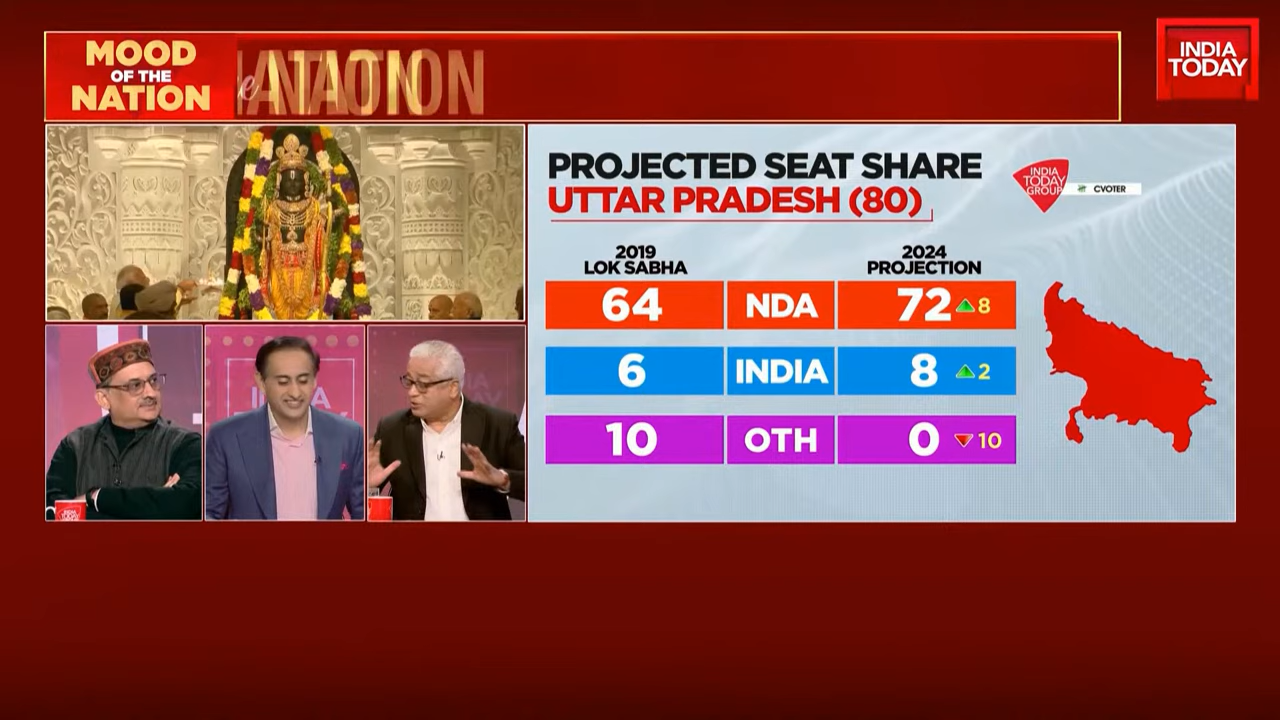 MOOD
OF THE
NATION
INDIA
TODAY
PROJECTED SEAT SHARE
UTTAR PRADESH (80)
INDIA
TODAY
GROUP
CVOTER
2019
LOK SABHA
2024
PROJECTION
64 NDA 72 8
6 INDIA 8 2
10 OTH 0 10